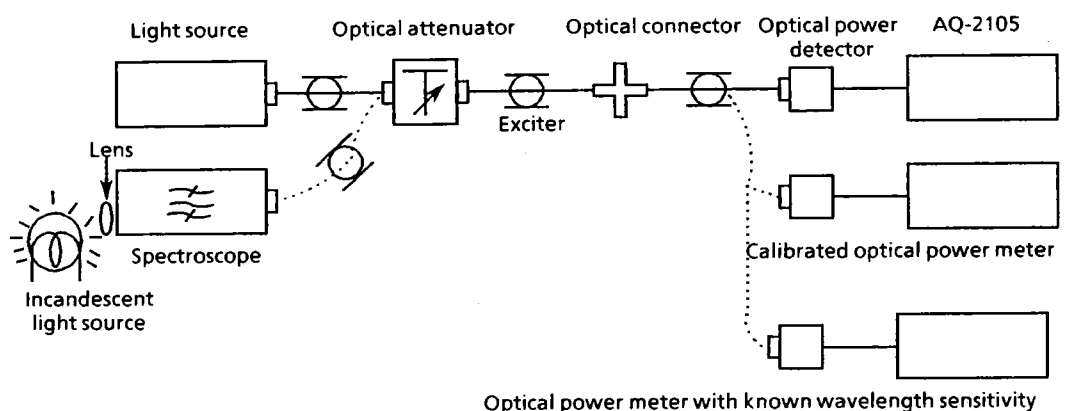 Light source
Optical attenuator
Optical connector
Optical power
detector
AQ-2105
Exciter
Lens
Spectroscope
Incandescent
light source
Calibrated optical power meter
Optical power meter with known wavelength sensitivity